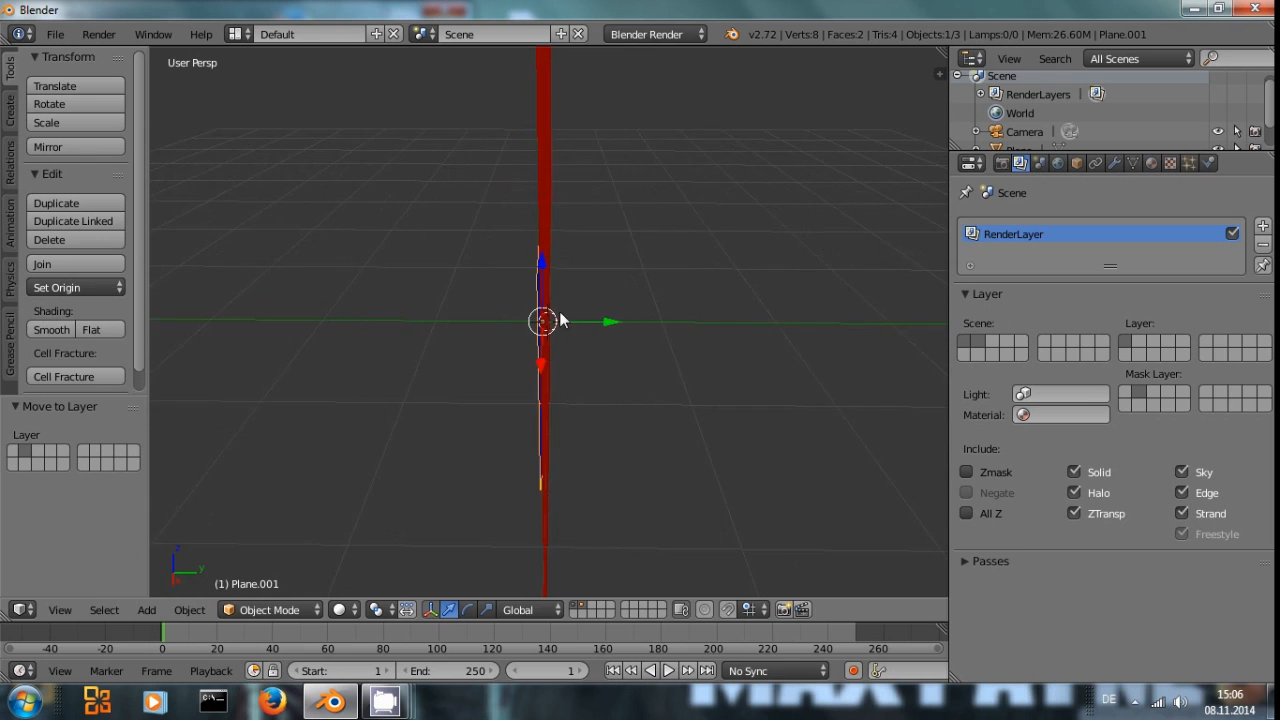 Blender
File Render Window Help Default Scene Blender Render v2.72 | Verts:8 | Faces:2 | Tris:4 | Objects:1/3 | Lamps:0/0 | Mem:26.60M | Plane.001
Transform
Tools
Create
Relations
Animation
Physics
Grease Pencil
Translate
Rotate
Scale
Mirror
Edit
Duplicate
Duplicate Linked
Delete
Join
Set Origin
Shading:
Smooth Flat
Cell Fracture:
Cell Fracture
Move to Layer
Layer
User Persp
z
y
x
(1) Plane.001
View Select Add Object Object Mode Global
View Search All Scenes
Scene
RenderLayers |
World
Camera |
Scene
RenderLayer
Layer
Scene: Layer:
Mask Layer:
Light:
Material:
Include:
Zmask Solid Sky
Negate Halo Edge
All Z ZTransp Strand
Freestyle
Passes
-40 -20 0 20 40 60 80 100 120 140 160 180 200 220 240 260
View Marker Frame Playback Start: 1 End: 250 1 No Sync
DE 15:06
08.11.2014